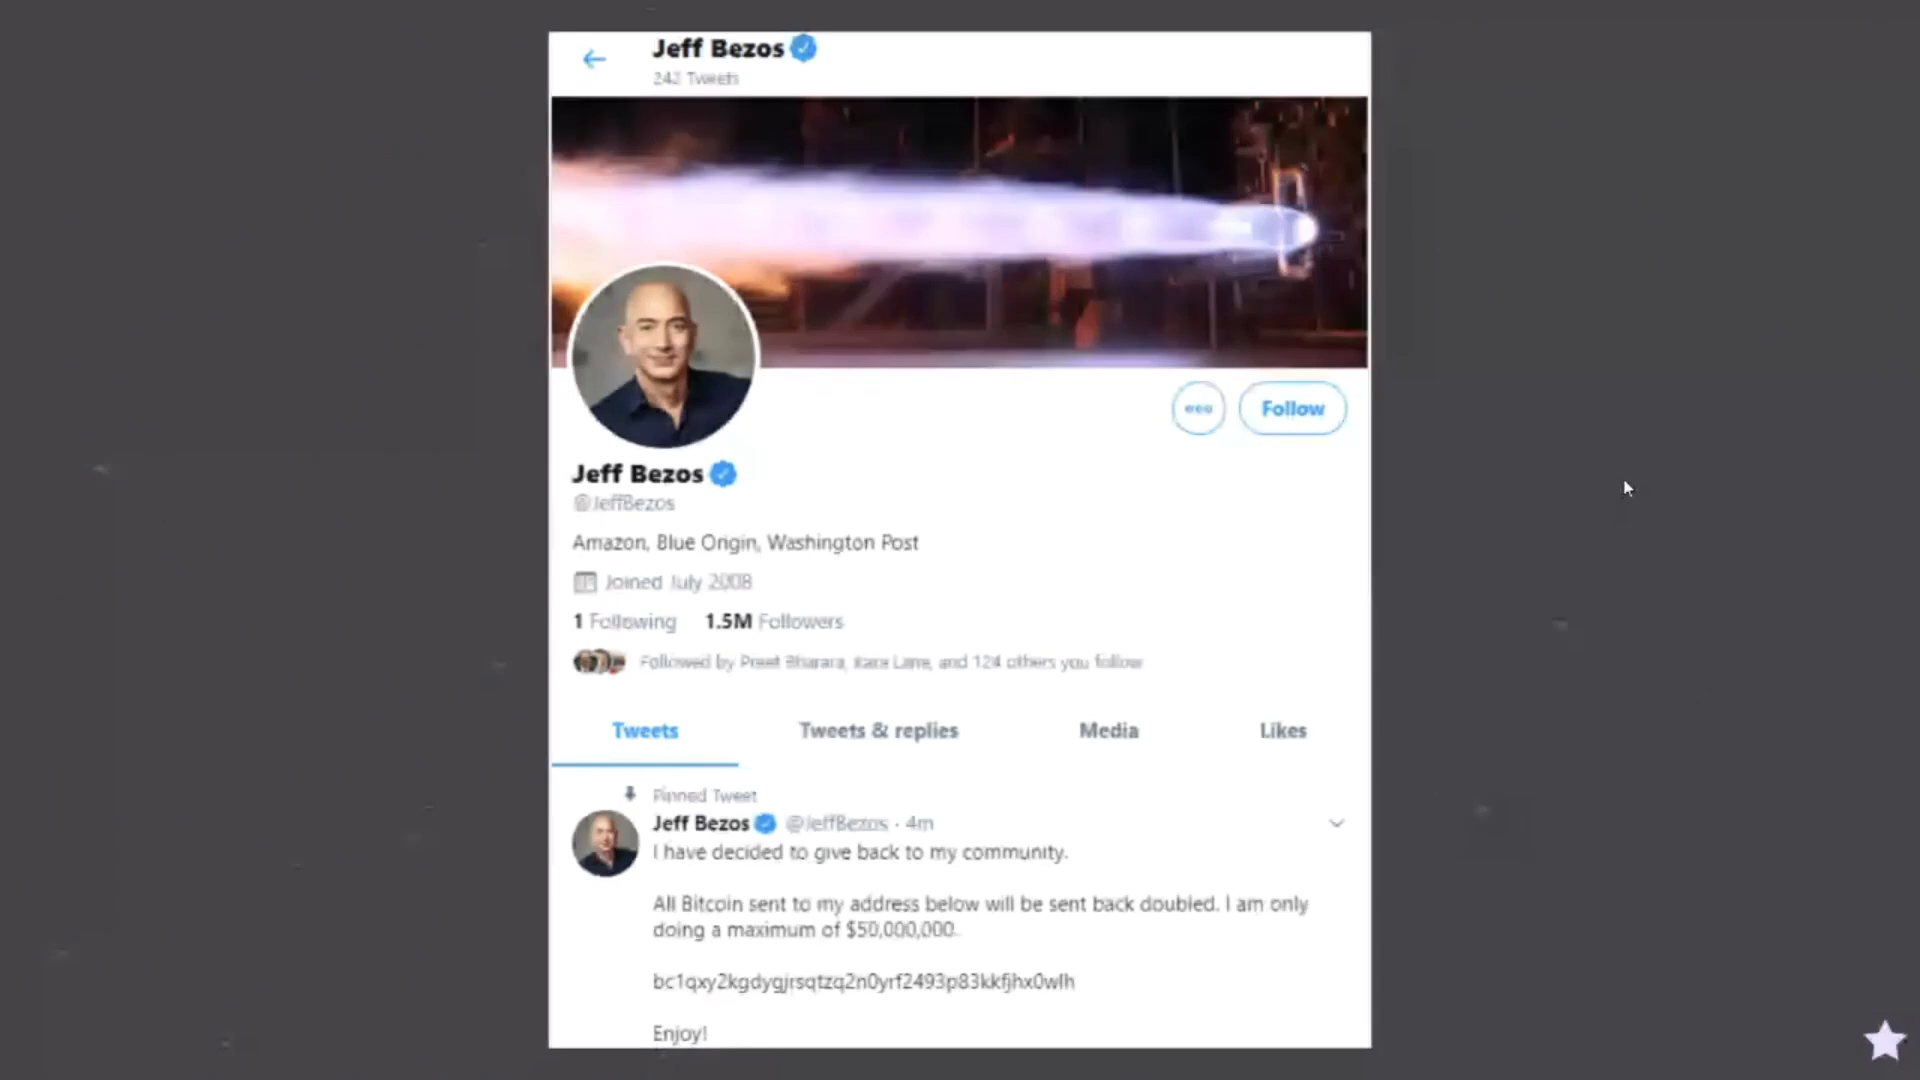 Jeff Bezos
242 Tweets
Follow
Jeff Bezos
@JeffBezos
Amazon, Blue Origin, Washington Post
Joined July 2008
1 Following 1.5M Followers
Followed by Preet Bharara, Kara Lane, and 124 others you follow
Tweets Tweets & replies Media Likes
Pinned Tweet
Jeff Bezos @JeffBezos · 4m
I have decided to give back to my community.
All Bitcoin sent to my address below will be sent back doubled. I am only
doing a maximum of $50,000,000.
bc1qxy2kgdygjrsqtzq2n0yrf2493p83kkfjhx0wlh
Enjoy!